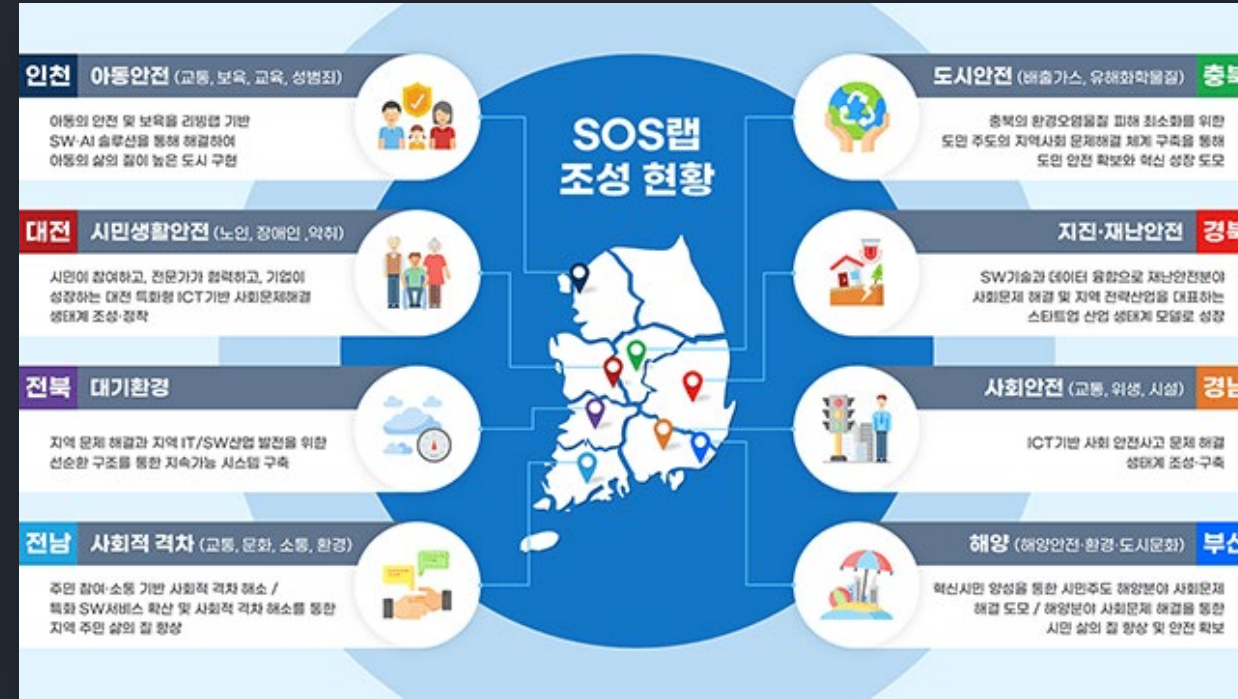 SOS랩
조성 현황
인천 아동안전 (교통, 보육, 교육, 성범죄)
아동의 안전 및 보육을 리빙랩 기반
SW·AI 솔루션을 통해 해결하여
아동의 삶의 질이 높은 도시 구현
대전 시민생활안전 (노인, 장애인 ,악취)
시민이 참여하고, 전문가가 협력하고, 기업이
성장하는 대전 특화형 ICT기반 사회문제해결
생태계 조성·정착
전북 대기환경
지역 문제 해결과 지역 IT/SW산업 발전을 위한
선순환 구조를 통한 지속가능 시스템 구축
전남 사회적 격차 (교통, 문화, 소통, 환경)
주민 참여·소통 기반 사회적 격차 해소 /
특화 SW서비스 확산 및 사회적 격차 해소를 통한
지역 주민 삶의 질 향상
도시안전 (배출가스, 유해화학물질) 충북
충북의 환경오염물질 피해 최소화를 위한
도민 주도의 지역사회 문제해결 체계 구축을 통해
도민 안전 확보와 혁신 성장 도모
지진·재난안전 경북
SW기술과 데이터 융합으로 재난안전분야
사회문제 해결 및 지역 전략산업을 대표하는
스타트업 산업 생태계 모델로 성장
사회안전 (교통, 위생, 시설) 경남
ICT기반 사회 안전사고 문제 해결
생태계 조성·구축
해양 (해양안전·환경·도시문화) 부산
혁신시민 양성을 통한 시민주도 해양분야 사회문제
해결 도모 / 해양분야 사회문제 해결을 통한
시민 삶의 질 향상 및 안전 확보